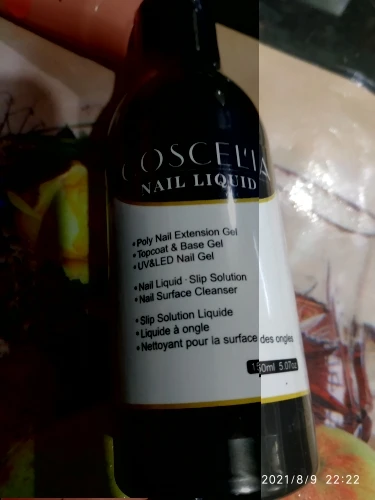 COSCELIA
NAIL LIQUID
• Poly Nail Extension Gel
• Topcoat & Base Gel
• UV&LED Nail Gel
• Nail Liquid · Slip Solution
• Nail Surface Cleanser
• Slip Solution Liquide
• Liquide à ongle
• Nettoyant pour la surface des ongles
150ml 5.07oz
2021/8/9 22:22